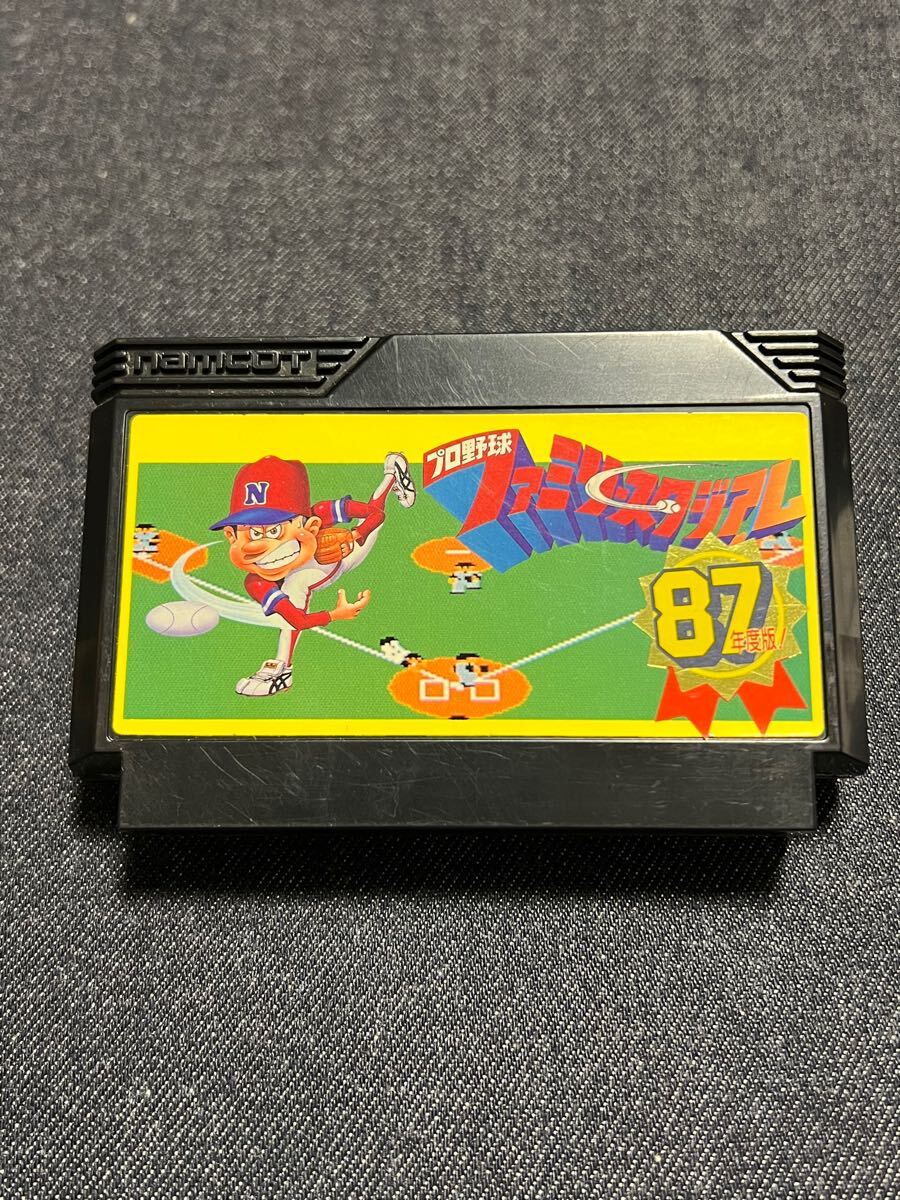 namcot
N
プロ野球
ファミリースタジアム
87
年度版!